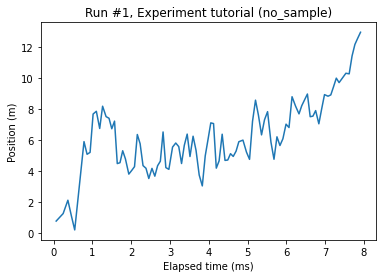 Run #1, Experiment tutorial (no_sample)
Position (m)
12
10
8
6
4
2
0
0 1 2 3 4 5 6 7 8
Elapsed time (ms)